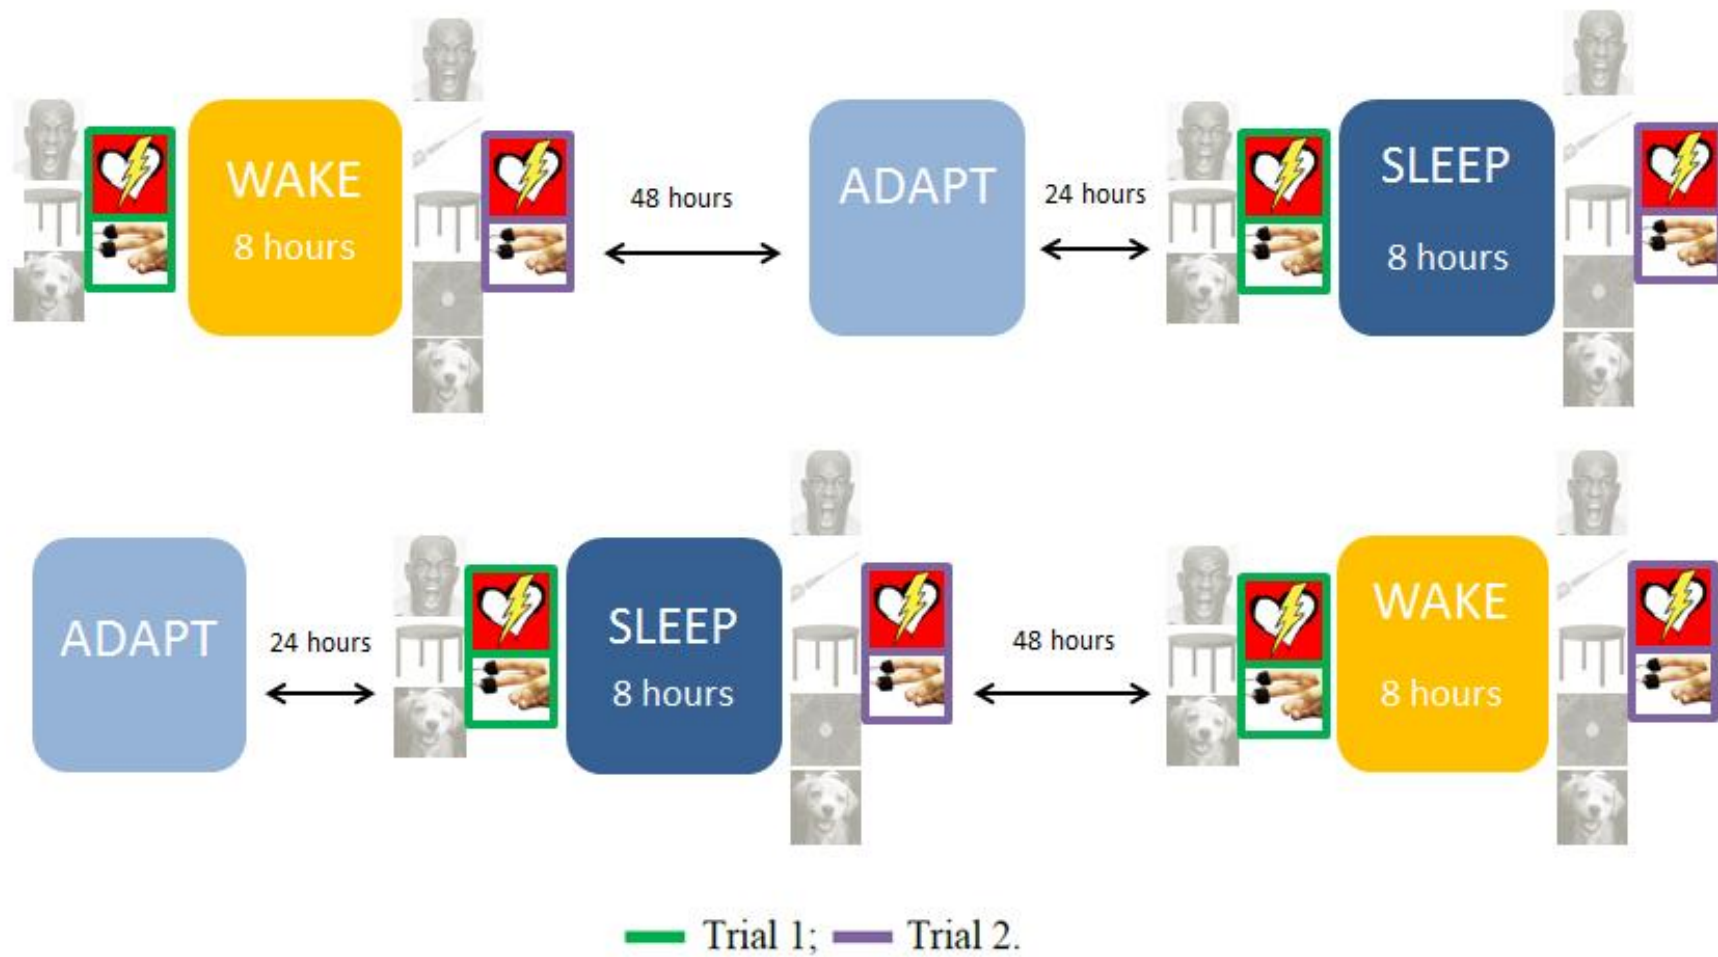 WAKE
8 hours
48 hours
ADAPT
24 hours
SLEEP
8 hours
ADAPT
24 hours
SLEEP
8 hours
48 hours
WAKE
8 hours
Trial 1; Trial 2.